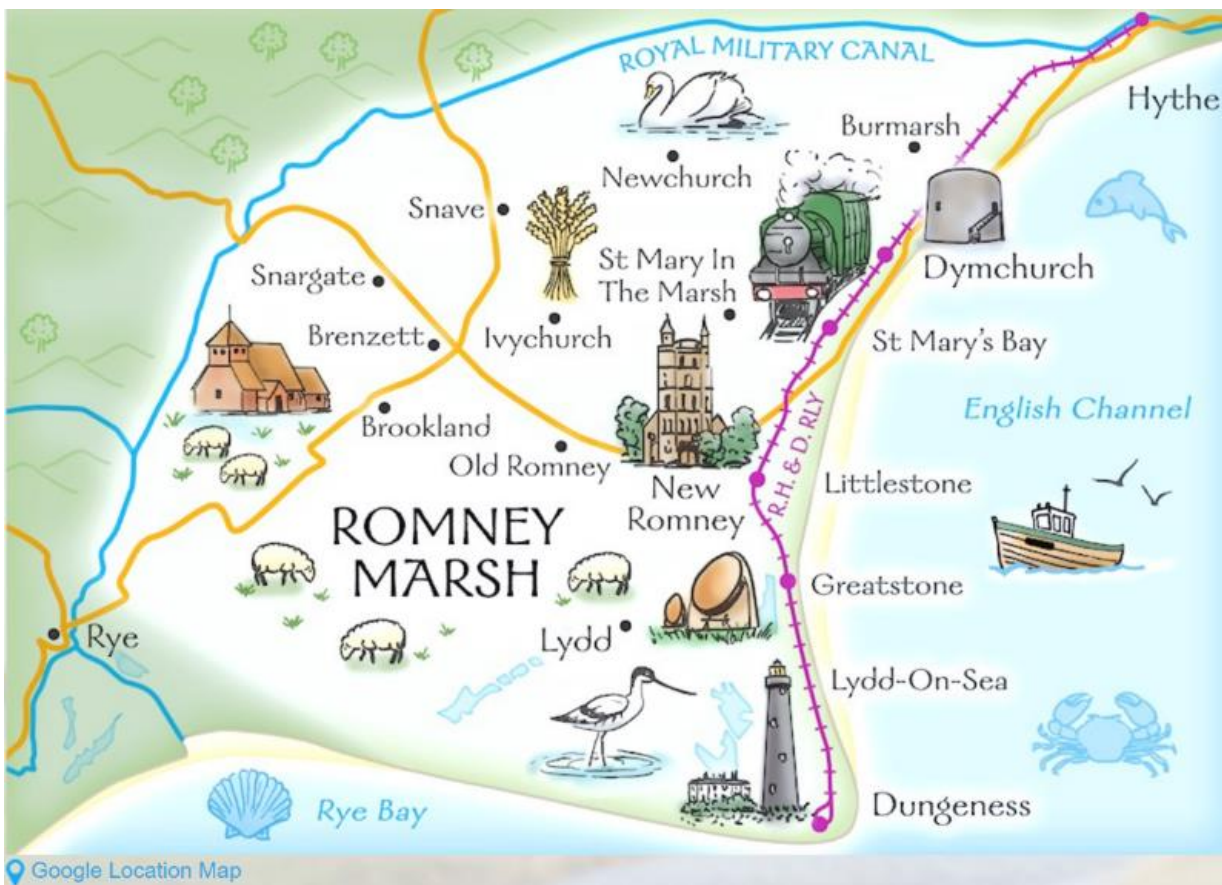 ROYAL MILITARY CANAL
Hythe
Burmarsh
Newchurch
Snave
St Mary In
The Marsh
Dymchurch
Snargate
Ivychurch
Brenzett
St Mary's Bay
English Channel
Brookland
Old Romney
New
Romney
R.H. & D. RLY
Littlestone
ROMNEY
MARSH
Greatstone
Rye
Lydd
Lydd-On-Sea
Dungeness
Rye Bay
Google Location Map